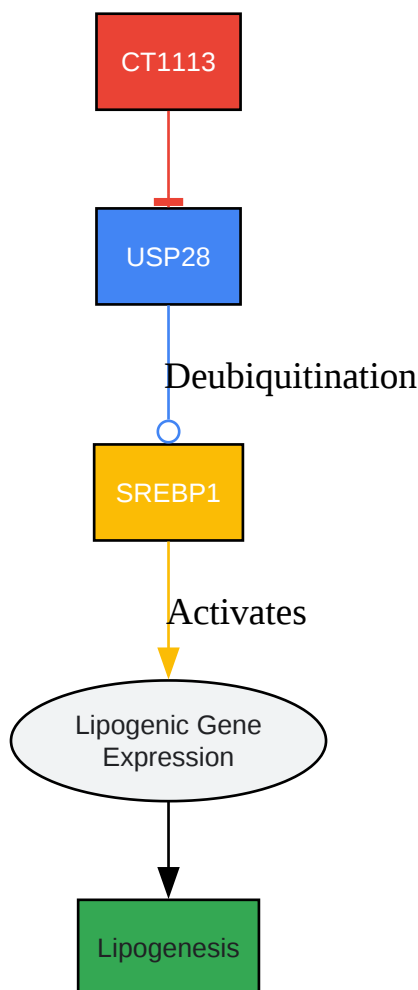 CT1113
USP28
Deubiquitination
SREBP1
Activates
Lipogenic Gene
Expression
Lipogenesis